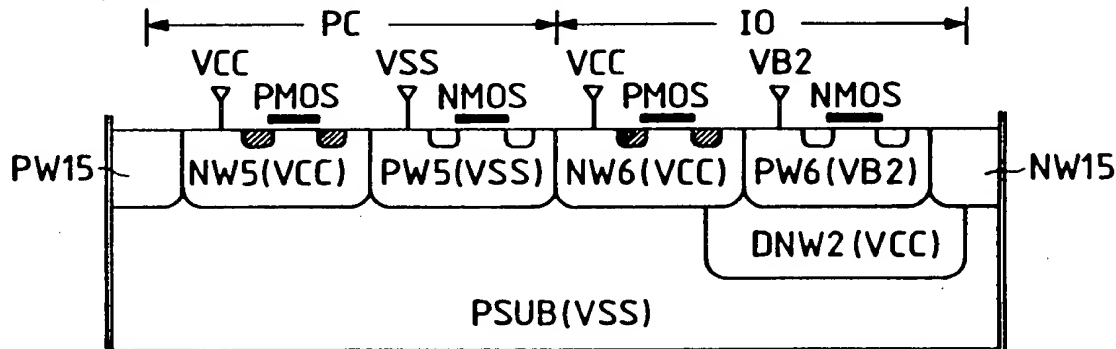 PC IO
VCC VSS VCC VB2
PMOS NMOS PMOS NMOS
PW15 NW5(VCC) PW5(VSS) NW6(VCC) PW6(VB2) NW15
DNW2(VCC)
PSUB(VSS)